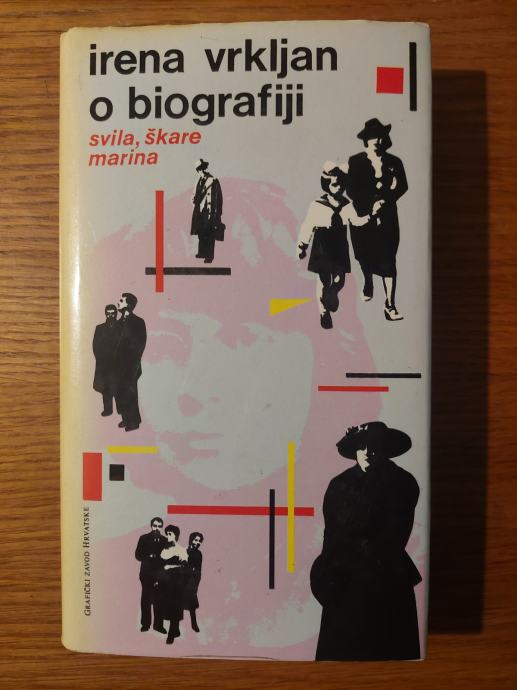 irena vrkljan
o biografiji
svila, škare
marina
GRAFIČKI ZAVOD HRVATSKE